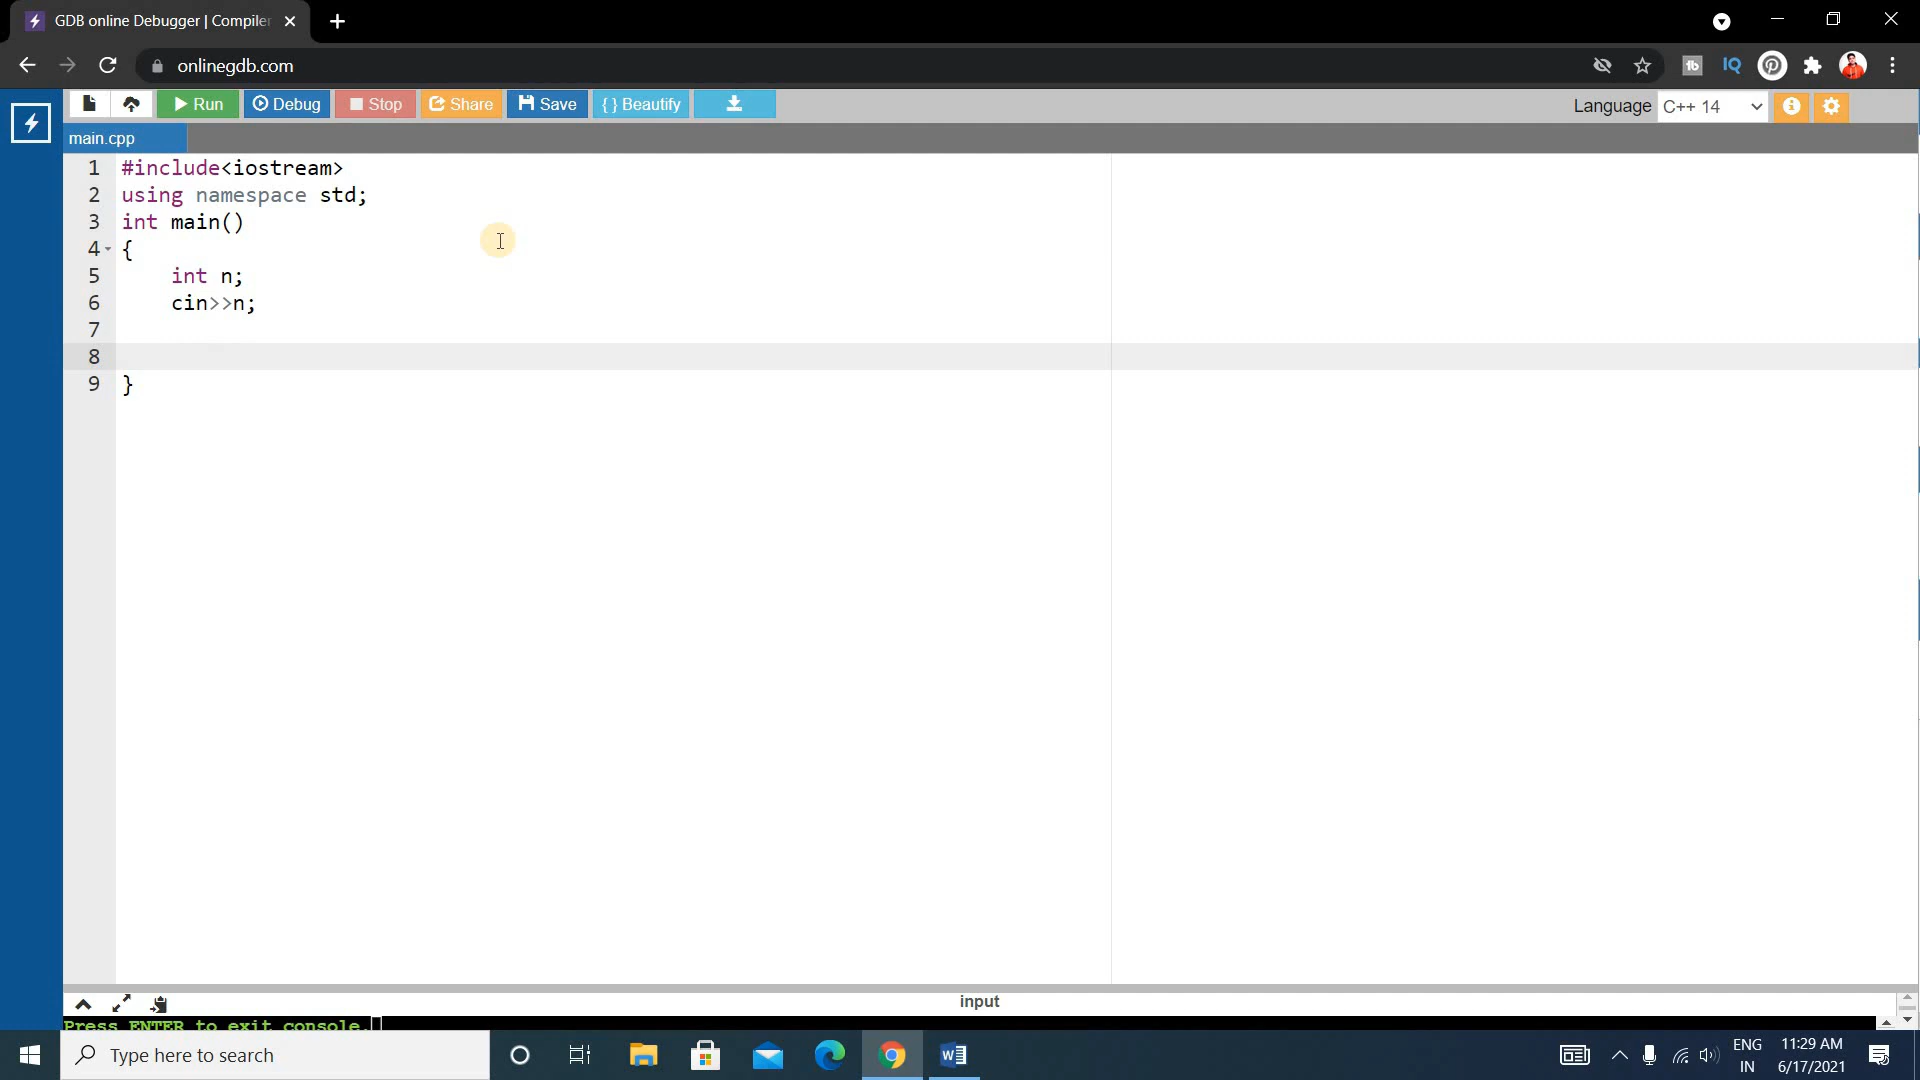 GDB online Debugger | Compiler
onlinegdb.com
Run
Debug
Stop
Share
Save
{ } Beautify
Language
C++ 14
main.cpp
1 #include<iostream>
2 using namespace std;
3 int main()
4 {
5 int n;
6 cin>>n;
7
8
9 }
input
Press ENTER to exit console.
Type here to search
ENG
IN
11:29 AM
6/17/2021
tb
IQ
W